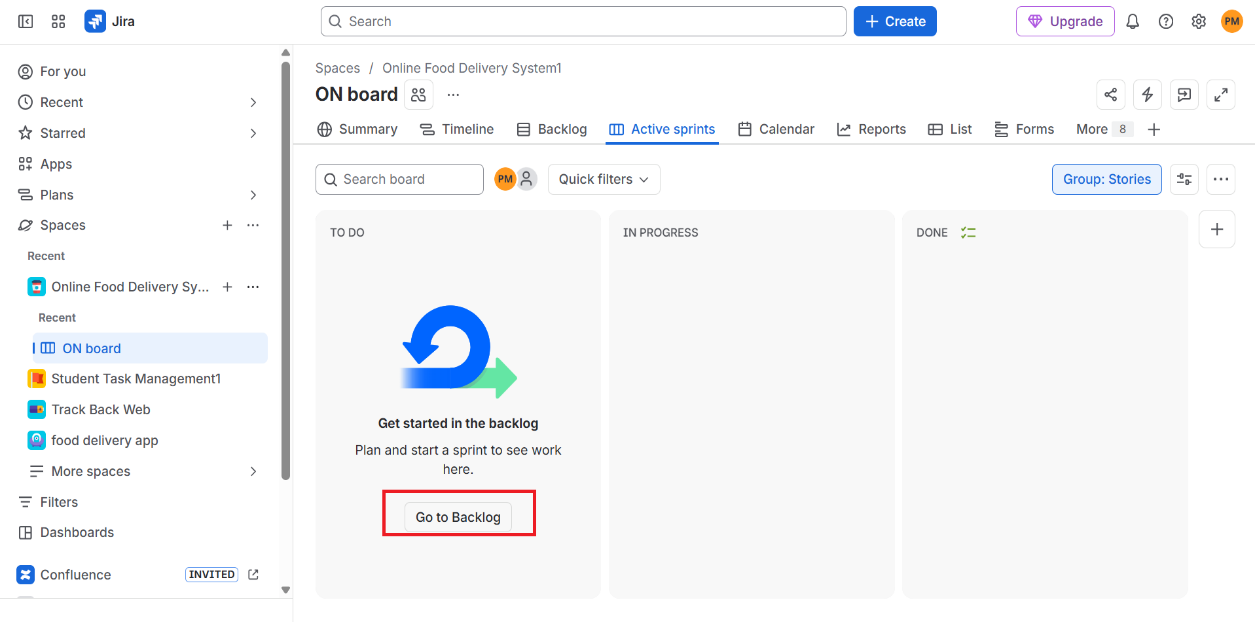 Jira
Search
Create
Upgrade
PM
For you
Recent
Starred
Apps
Plans
Spaces
Recent
Online Food Delivery Sy...
Recent
ON board
Student Task Management1
Track Back Web
food delivery app
More spaces
Filters
Dashboards
Confluence INVITED
Spaces / Online Food Delivery System1
ON board
Summary Timeline Backlog Active sprints Calendar Reports List Forms More 8
Search board PM Quick filters Group: Stories
TO DO IN PROGRESS DONE
Get started in the backlog
Plan and start a sprint to see work
here.
Go to Backlog